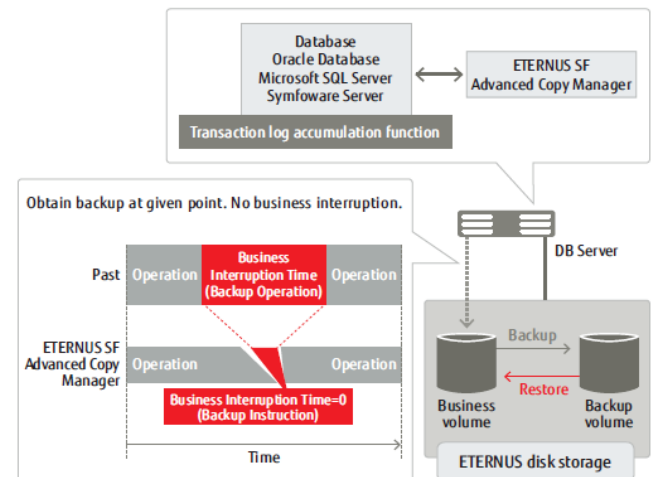 Database
Oracle Database
Microsoft SQL Server
Symfoware Server
ETERNUS SF
Advanced Copy Manager
Transaction log accumulation function
Obtain backup at given point. No business interruption.
DB Server
Past
Operation
Business
Interruption Time
(Backup Operation)
Operation
ETERNUS SF
Advanced Copy
Manager
Operation
Operation
Business Interruption Time=0
(Backup Instruction)
Time
Backup
Restore
Business
volume
Backup
volume
ETERNUS disk storage